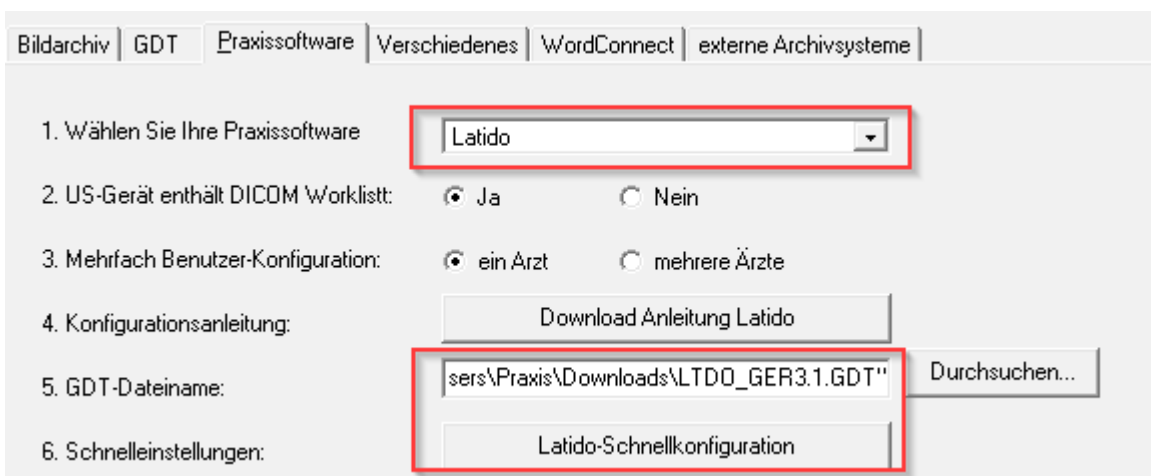 Bildarchiv GDT Praxissoftware Verschiedenes WordConnect externe Archivsysteme
1. Wählen Sie Ihre Praxissoftware Latido
2. US-Gerät enthält DICOM Worklistt: Ja Nein
3. Mehrfach Benutzer-Konfiguration: ein Arzt mehrere Ärzte
4. Konfigurationsanleitung: Download Anleitung Latido
5. GDT-Dateiname: sers\Praxis\Downloads\LTDO_GER3.1.GDT" Durchsuchen...
6. Schnelleinstellungen: Latido-Schnellkonfiguration